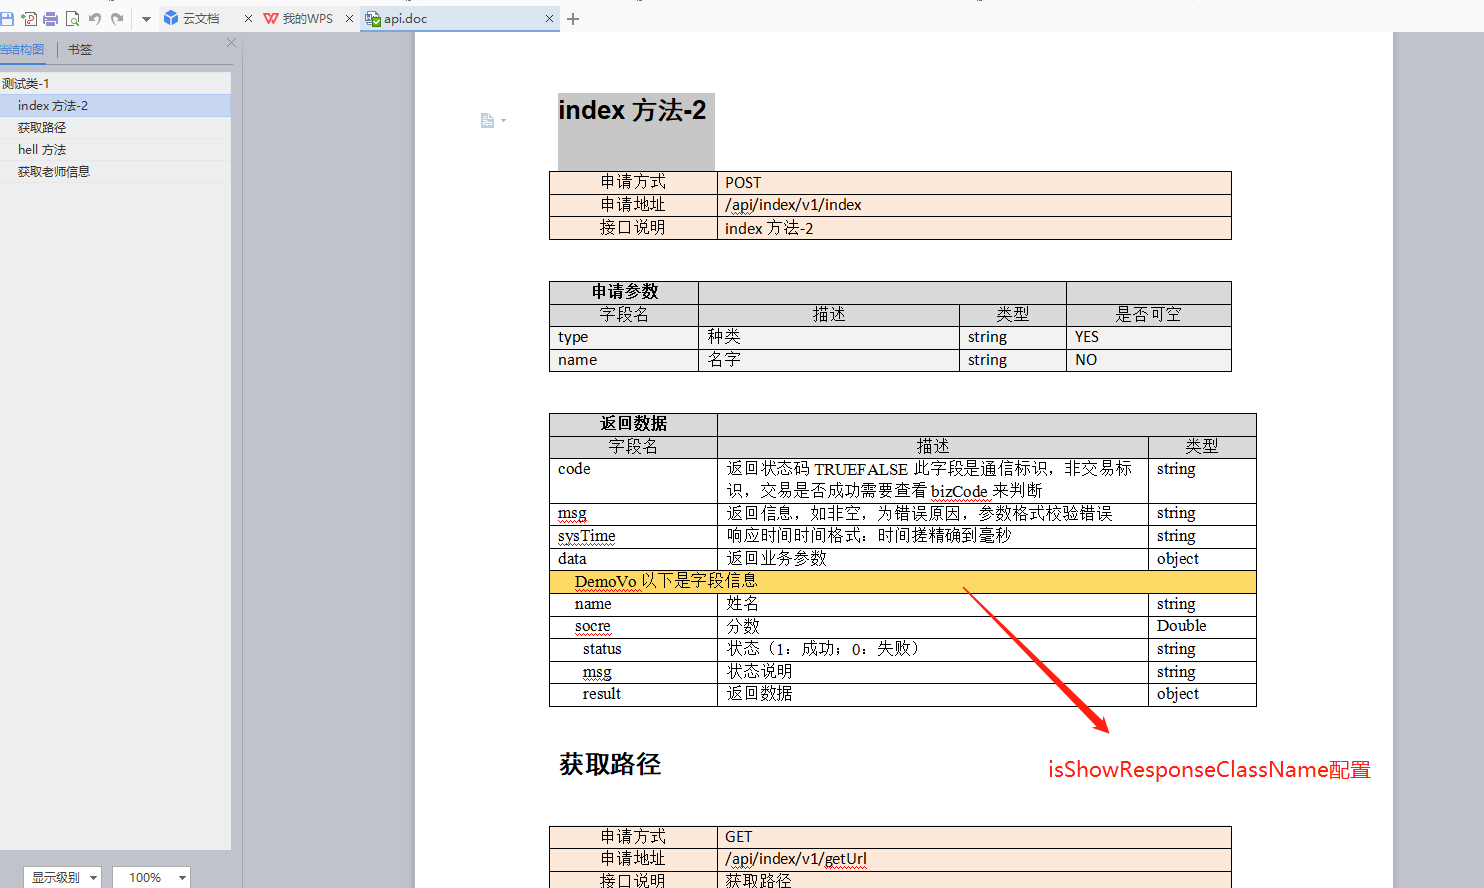 云文档
我的WPS
api.doc
档结构图
书签
测试类-1
index 方法-2
获取路径
hell 方法
获取老师信息
显示级别
100%
index 方法-2
申请方式 POST
申请地址 /api/index/v1/index
接口说明 index 方法-2
申请参数
字段名 描述 类型 是否可空
type 种类 string YES
name 名字 string NO
返回数据
字段名 描述 类型
code 返回状态码 TRUEFALSE 此字段是通信标识，非交易标 string
识，交易是否成功需要查看 bizCode 来判断
msg 返回信息，如非空，为错误原因，参数格式校验错误 string
sysTime 响应时间时间格式：时间搓精确到毫秒 string
data 返回业务参数 object
DemoVo 以下是字段信息
name 姓名 string
socre 分数 Double
status 状态（1：成功；0：失败） string
msg 状态说明 string
result 返回数据 object
isShowResponseClassName配置
获取路径
申请方式 GET
申请地址 /api/index/v1/getUrl
接口说明 获取路径